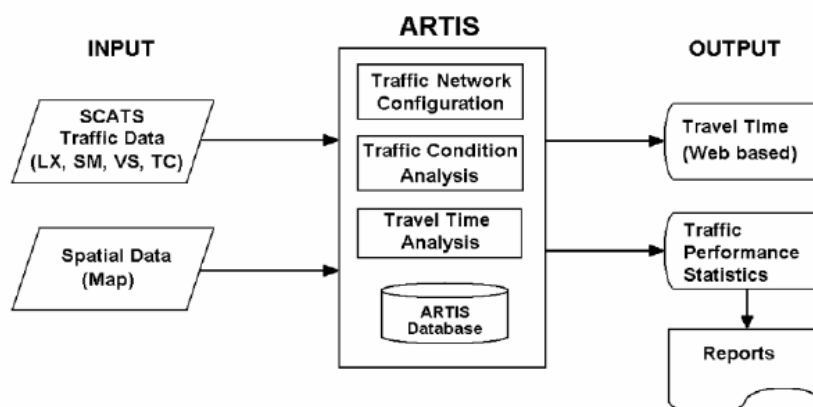 INPUT
ARTIS
OUTPUT
SCATS
Traffic Data
(LX, SM, VS, TC)
Spatial Data
(Map)
Traffic Network
Configuration
Traffic Condition
Analysis
Travel Time
Analysis
ARTIS
Database
Travel Time
(Web based)
Traffic
Performance
Statistics
Reports